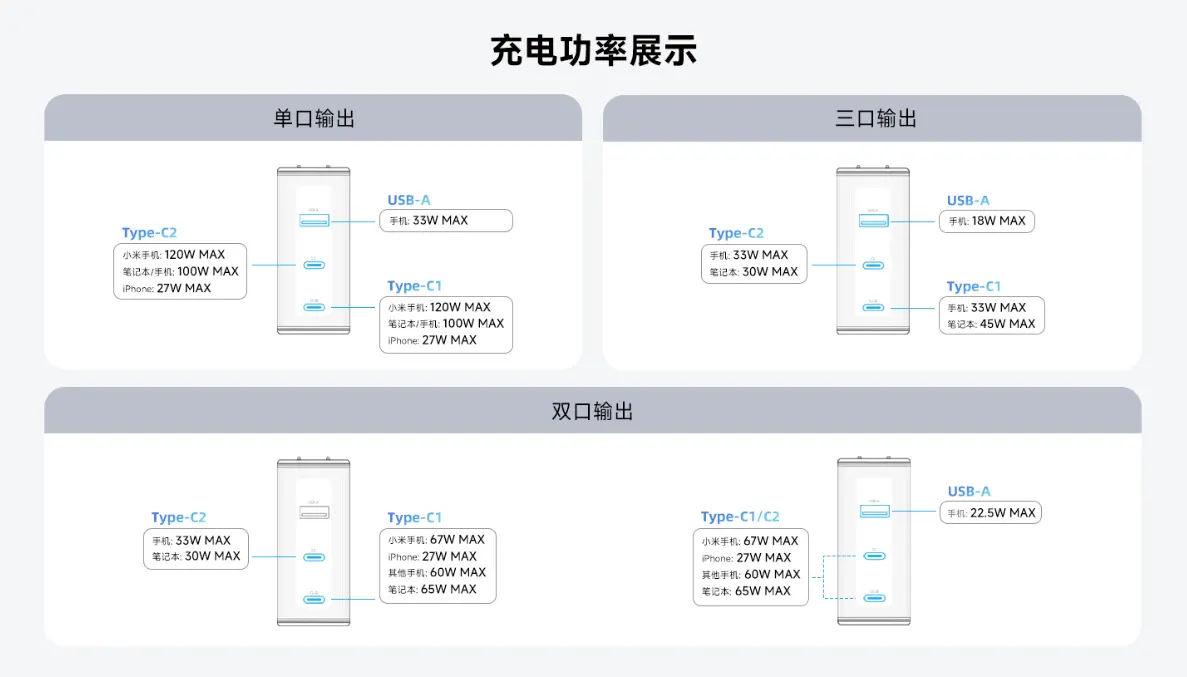 充电功率展示
单口输出
USB-A
手机: 33W MAX
Type-C2
小米手机: 120W MAX
笔记本/手机: 100W MAX
iPhone: 27W MAX
Type-C1
小米手机: 120W MAX
笔记本/手机: 100W MAX
iPhone: 27W MAX
三口输出
USB-A
手机: 18W MAX
Type-C2
手机: 33W MAX
笔记本: 30W MAX
Type-C1
手机: 33W MAX
笔记本: 45W MAX
双口输出
Type-C2
手机: 33W MAX
笔记本: 30W MAX
Type-C1
小米手机: 67W MAX
iPhone: 27W MAX
其他手机: 60W MAX
笔记本: 65W MAX
USB-A
手机: 22.5W MAX
Type-C1/C2
小米手机: 67W MAX
iPhone: 27W MAX
其他手机: 60W MAX
笔记本: 65W MAX